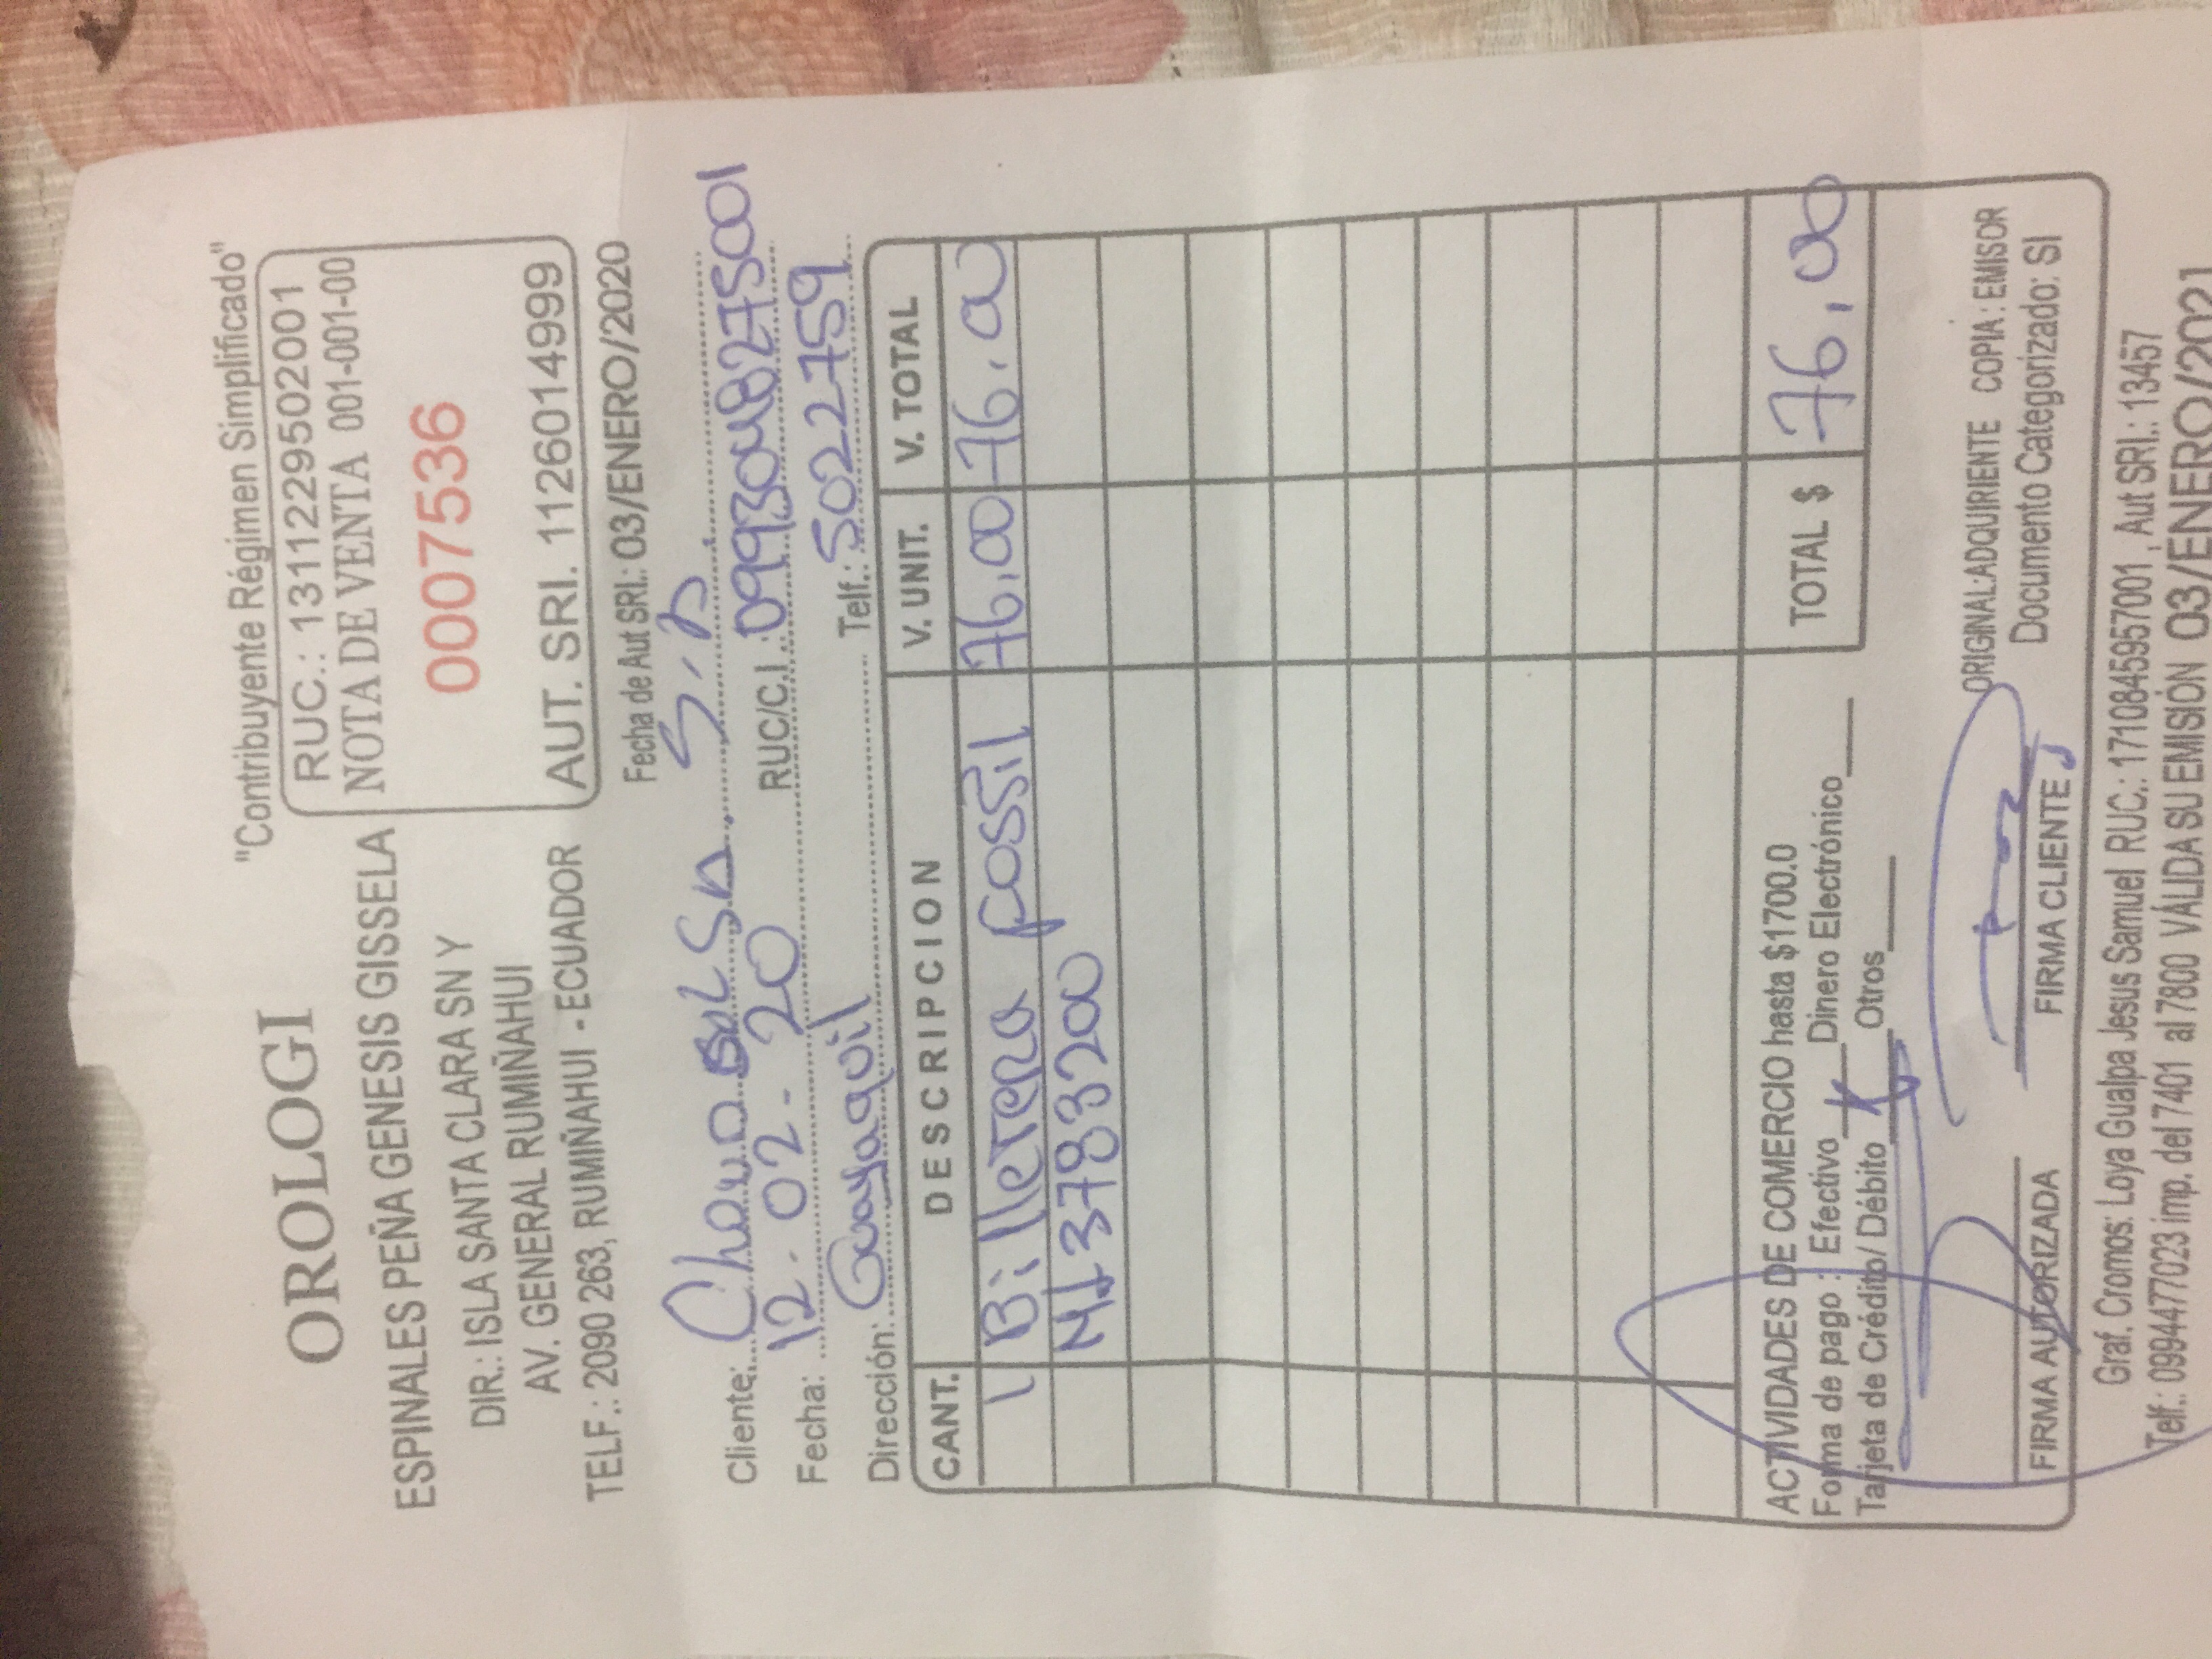 "Contribuyente Régimen Simplificado"
OROLOGI
ESPINALES PEÑA GENESIS GISSELA
DIR.: ISLA SANTA CLARA SN Y
AV. GENERAL RUMIÑAHUI
TELF.: 2090 263, RUMIÑAHUI - ECUADOR
RUC.: 1311229502001
NOTA DE VENTA 001-001-00
0007536
AUT. SRI. 1126014999
Fecha de Aut SRI.: 03/ENERO/2020
Cliente: S.A.
Fecha: 12-02-20 RUC/C.I.: 0993048275001
Dirección: Guayaquil Telf.: 5022759
CANT. DESCRIPCION V. UNIT. V. TOTAL
1 Billetera fossil 76,00 76,00
ACTIVIDADES DE COMERCIO hasta $1700.0
Forma de pago : Efectivo____ Dinero Electrónico____
Tarjeta de Crédito/ Débito x Otros____
TOTAL $ 76,00
FIRMA AUTORIZADA FIRMA CLIENTE
ORIGINAL:ADQUIRIENTE COPIA : EMISOR
Documento Categorizado: SI
Graf. Cromos: Loya Gualpa Jesus Samuel RUC.: 1710845957001 , Aut SRI.: 13457
Telf.: 0994477023 imp. del 7401 al 7800 VÁLIDA SU EMISIÓN 03/ENERO/2021